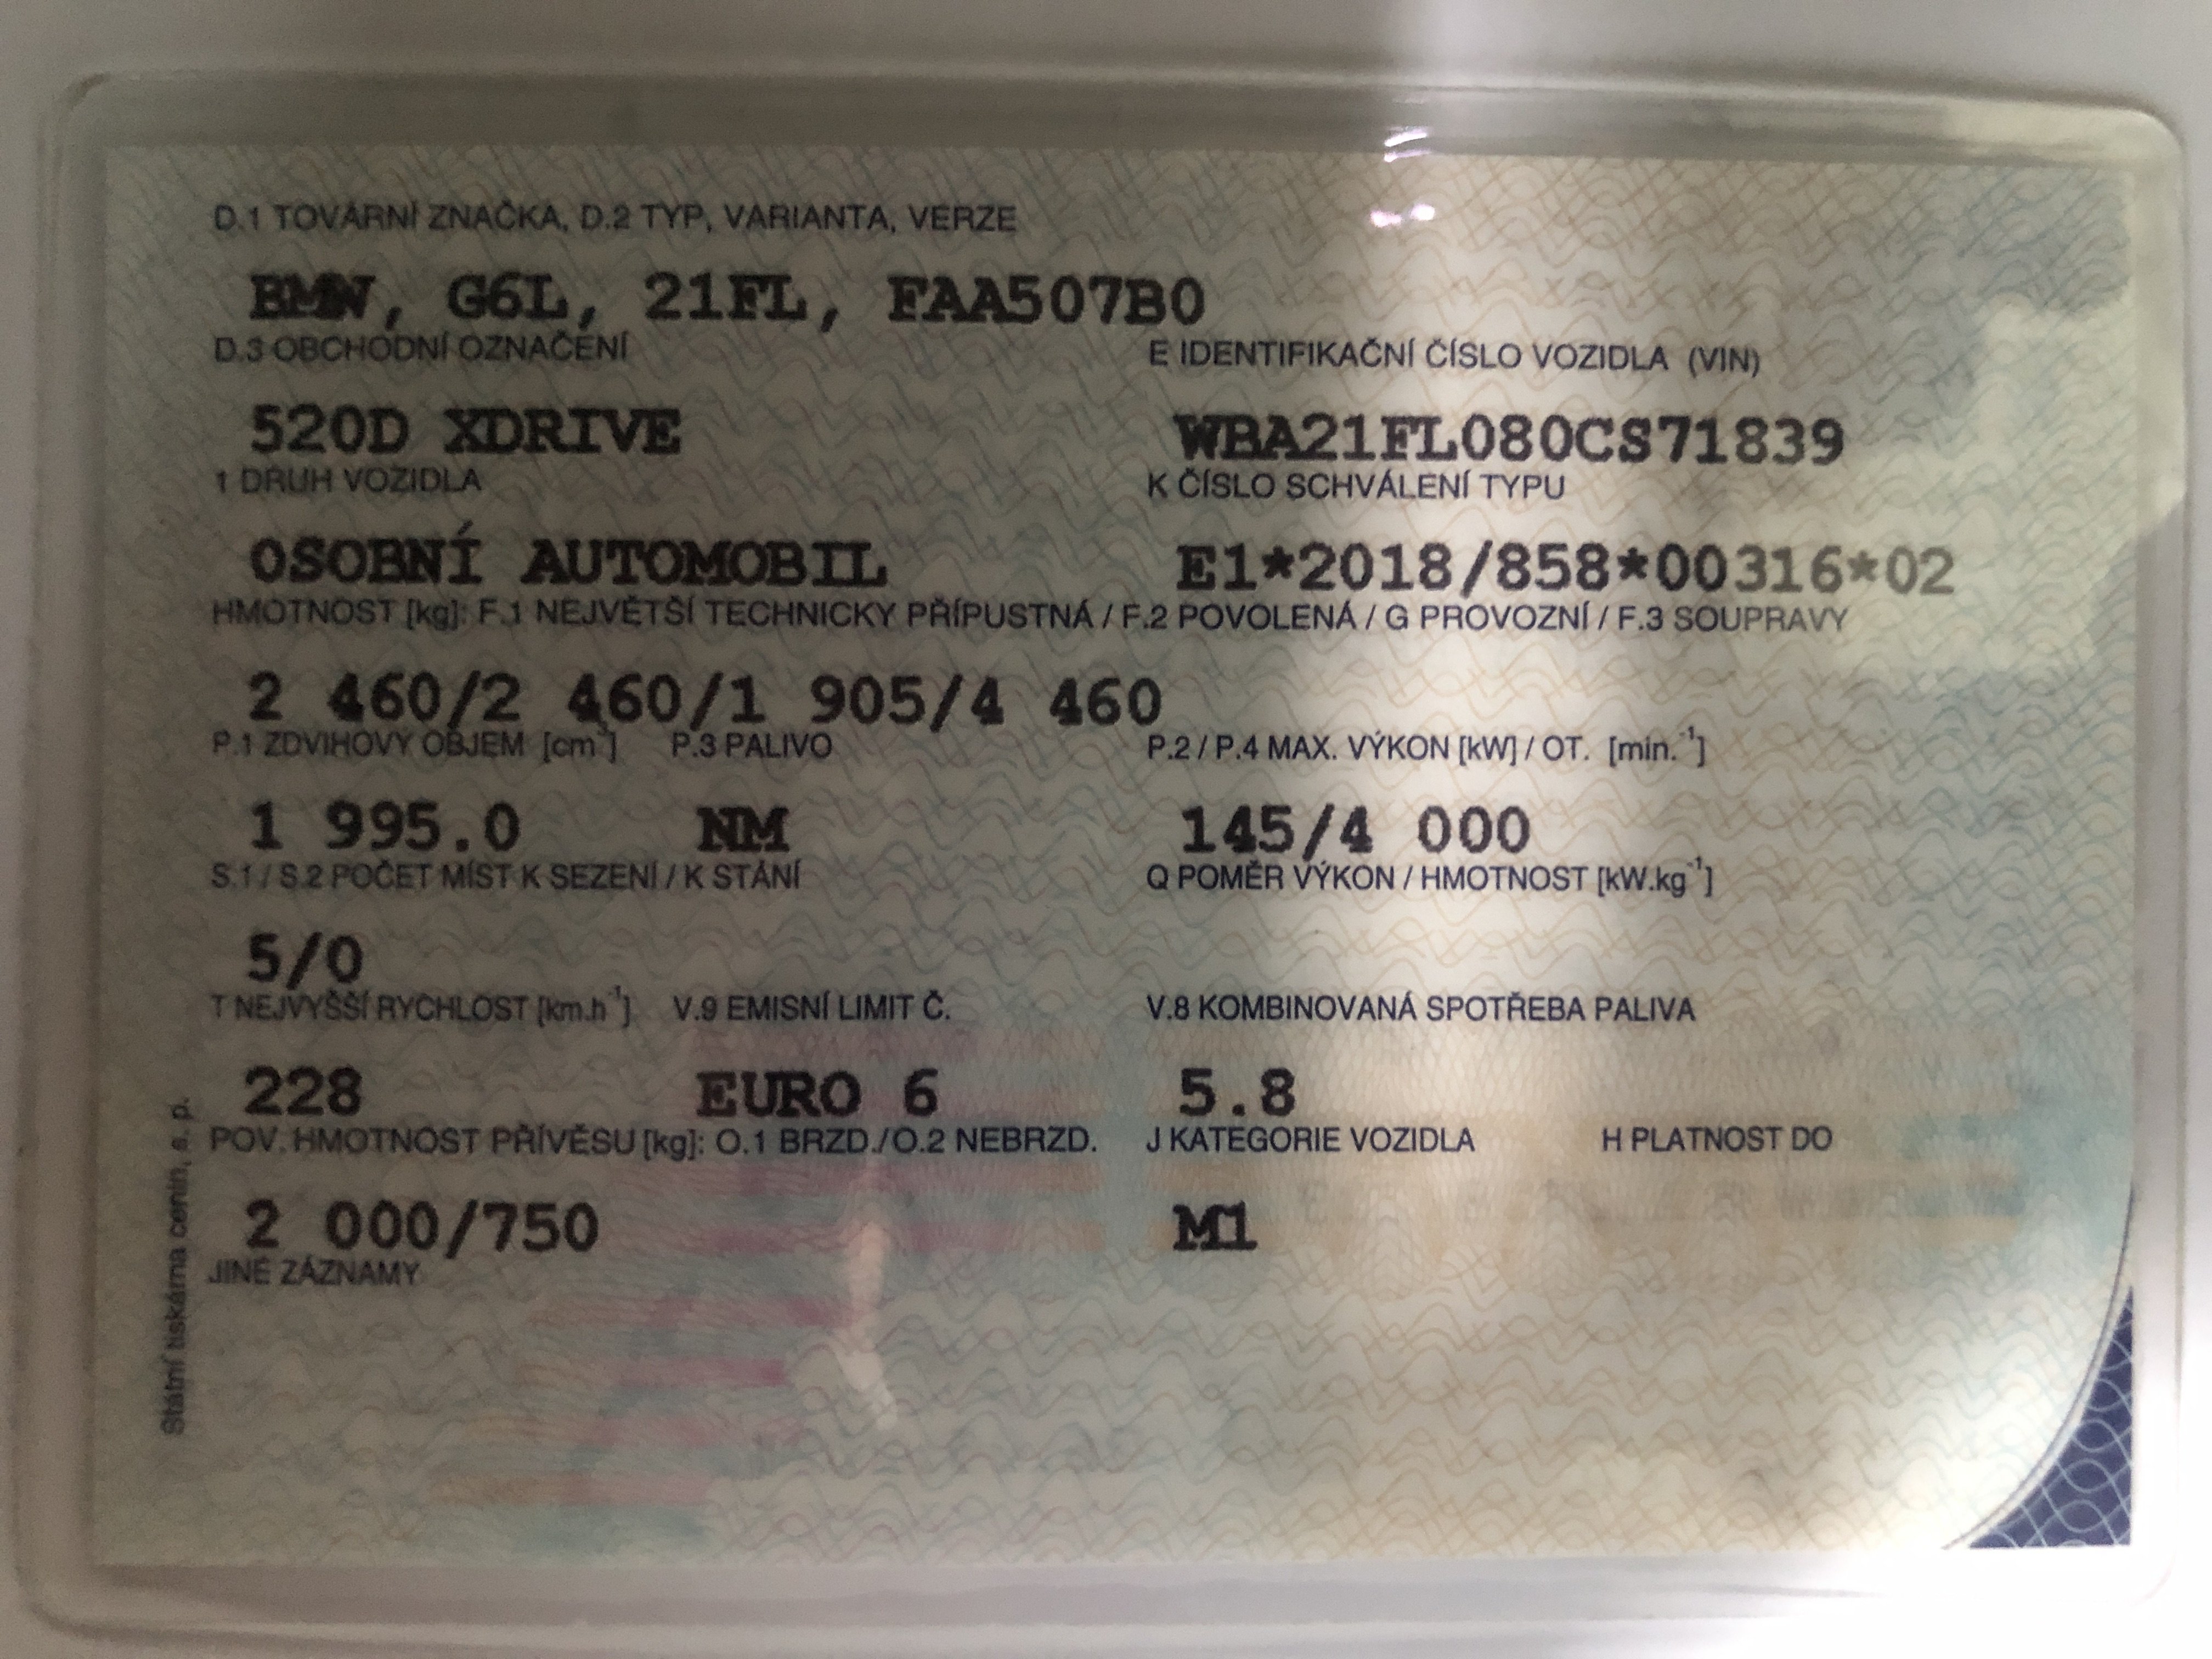 D.1 TOVÁRNÍ ZNAČKA, D.2 TYP, VARIANTA, VERZE
BMW, G6L, 21FL, FAA507B0
D.3 OBCHODNÍ OZNAČENÍ E IDENTIFIKAČNÍ ČÍSLO VOZIDLA (VIN)
520D XDRIVE WBA21FL080CS71839
1 DRUH VOZIDLA K ČÍSLO SCHVÁLENÍ TYPU
OSOBNÍ AUTOMOBIL E1*2018/858*00316*02
HMOTNOST [kg]: F.1 NEJVĚTŠÍ TECHNICKY PŘÍPUSTNÁ / F.2 POVOLENÁ / G PROVOZNÍ / F.3 SOUPRAVY
2 460/2 460/1 905/4 460
P.1 ZDVIHOVÝ OBJEM [cm³] P.3 PALIVO P.2 / P.4 MAX. VÝKON [kW] / OT. [min.⁻¹]
1 995.0 NM 145/4 000
S.1 / S.2 POČET MÍST K SEZENÍ / K STÁNÍ Q POMĚR VÝKON / HMOTNOST [kW.kg⁻¹]
5/0
T NEJVYŠŠÍ RYCHLOST [km.h⁻¹] V.9 EMISNÍ LIMIT Č. V.8 KOMBINOVANÁ SPOTŘEBA PALIVA
228 EURO 6 5.8
POV. HMOTNOST PŘÍVĚSU [kg]: O.1 BRZD./O.2 NEBRZD. J KATEGORIE VOZIDLA H PLATNOST DO
2 000/750 M1
JINÉ ZÁZNAMY
Státní tiskárna cenin, s. p.